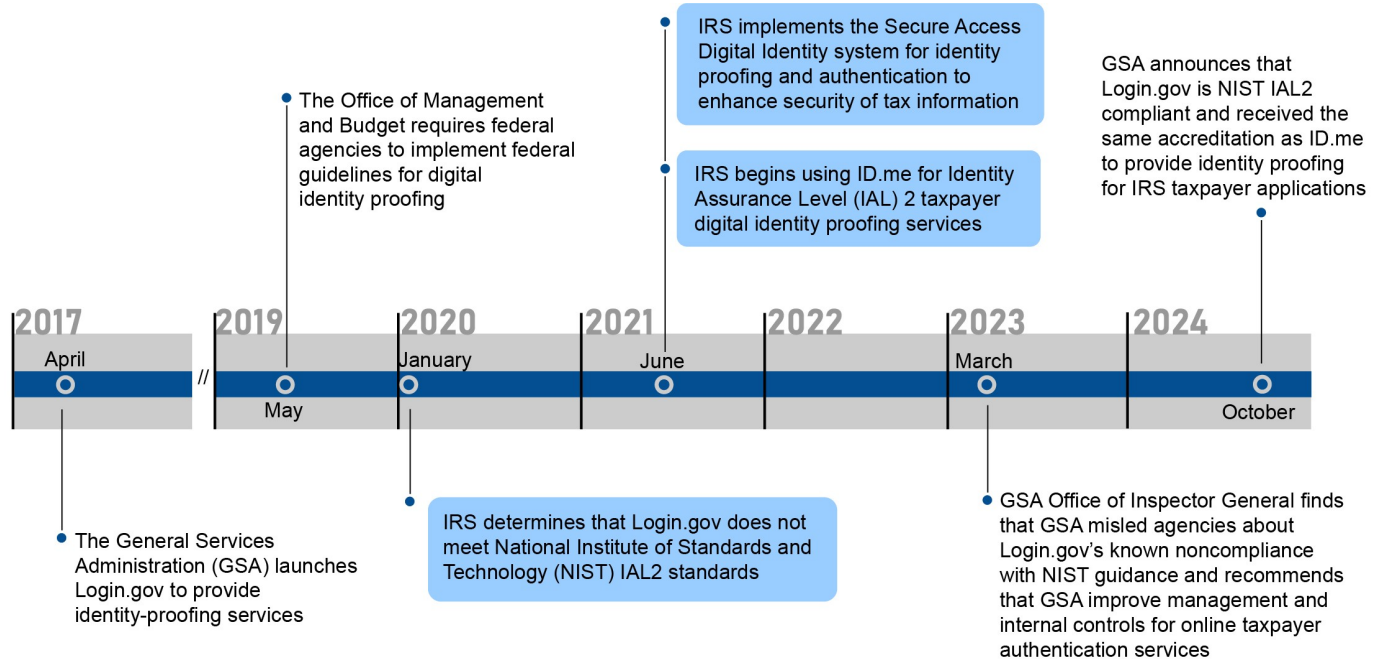 IRS implements the Secure Access
Digital Identity system for identity
proofing and authentication to
enhance security of tax information
GSA announces that
Login.gov is NIST IAL2
compliant and received the
same accreditation as ID.me
to provide identity proofing
for IRS taxpayer applications
The Office of Management
and Budget requires federal
agencies to implement federal
guidelines for digital
identity proofing
IRS begins using ID.me for Identity
Assurance Level (IAL) 2 taxpayer
digital identity proofing services
2017
2019
2020
2021
2022
2023
2024
April
//
May
January
June
March
October
The General Services
Administration (GSA) launches
Login.gov to provide
identity-proofing services
IRS determines that Login.gov does not
meet National Institute of Standards and
Technology (NIST) IAL2 standards
GSA Office of Inspector General finds
that GSA misled agencies about
Login.gov’s known noncompliance
with NIST guidance and recommends
that GSA improve management and
internal controls for online taxpayer
authentication services